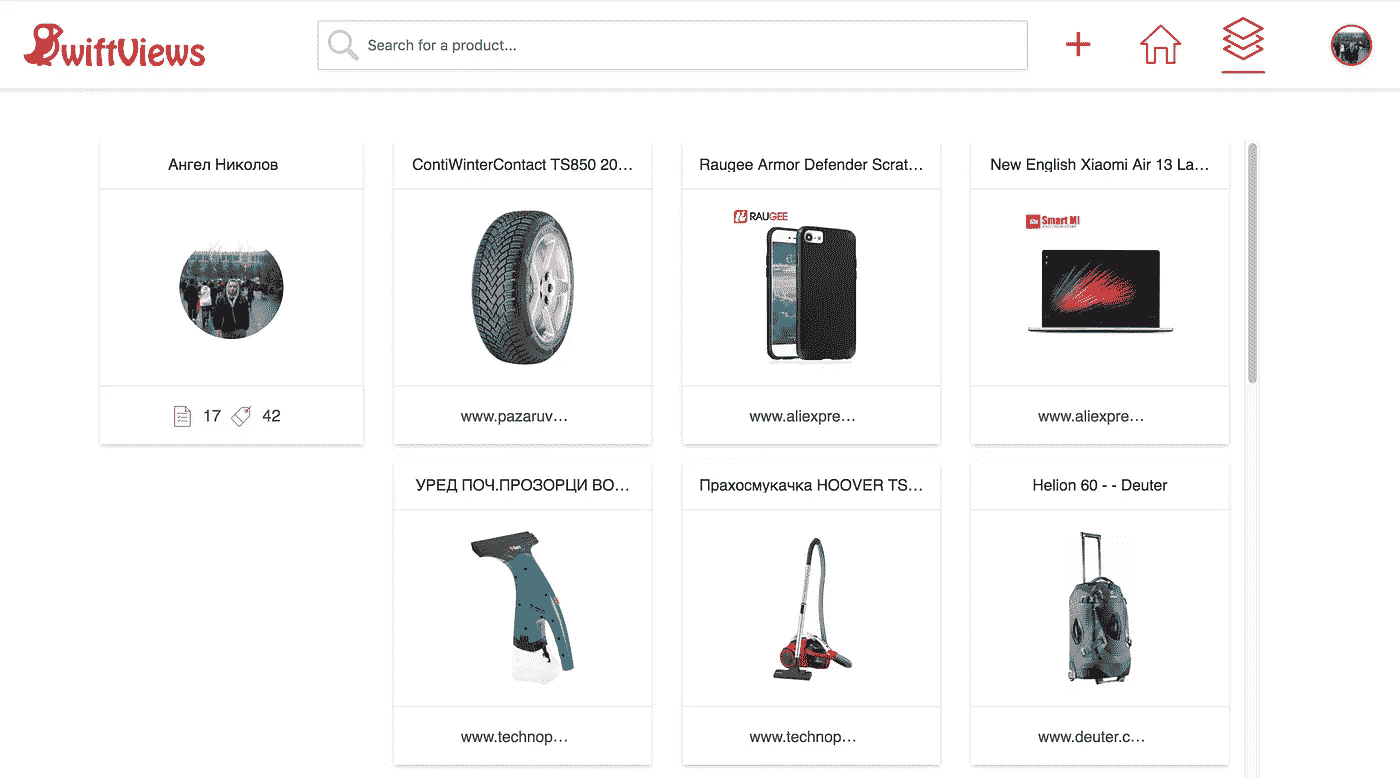 SwiftViews
Search for a product...
Ангел Николов
17 42
ContiWinterContact TS850 20...
www.pazaruv...
Raugee Armor Defender Scrat...
RAUGEE
www.aliexpre...
New English Xiaomi Air 13 La...
Smart MI
www.aliexpre...
УРЕД ПОЧ.ПРОЗОРЦИ ВО...
www.technop...
Прахосмукачка HOOVER TS...
www.technop...
Helion 60 - - Deuter
www.deuter.c...